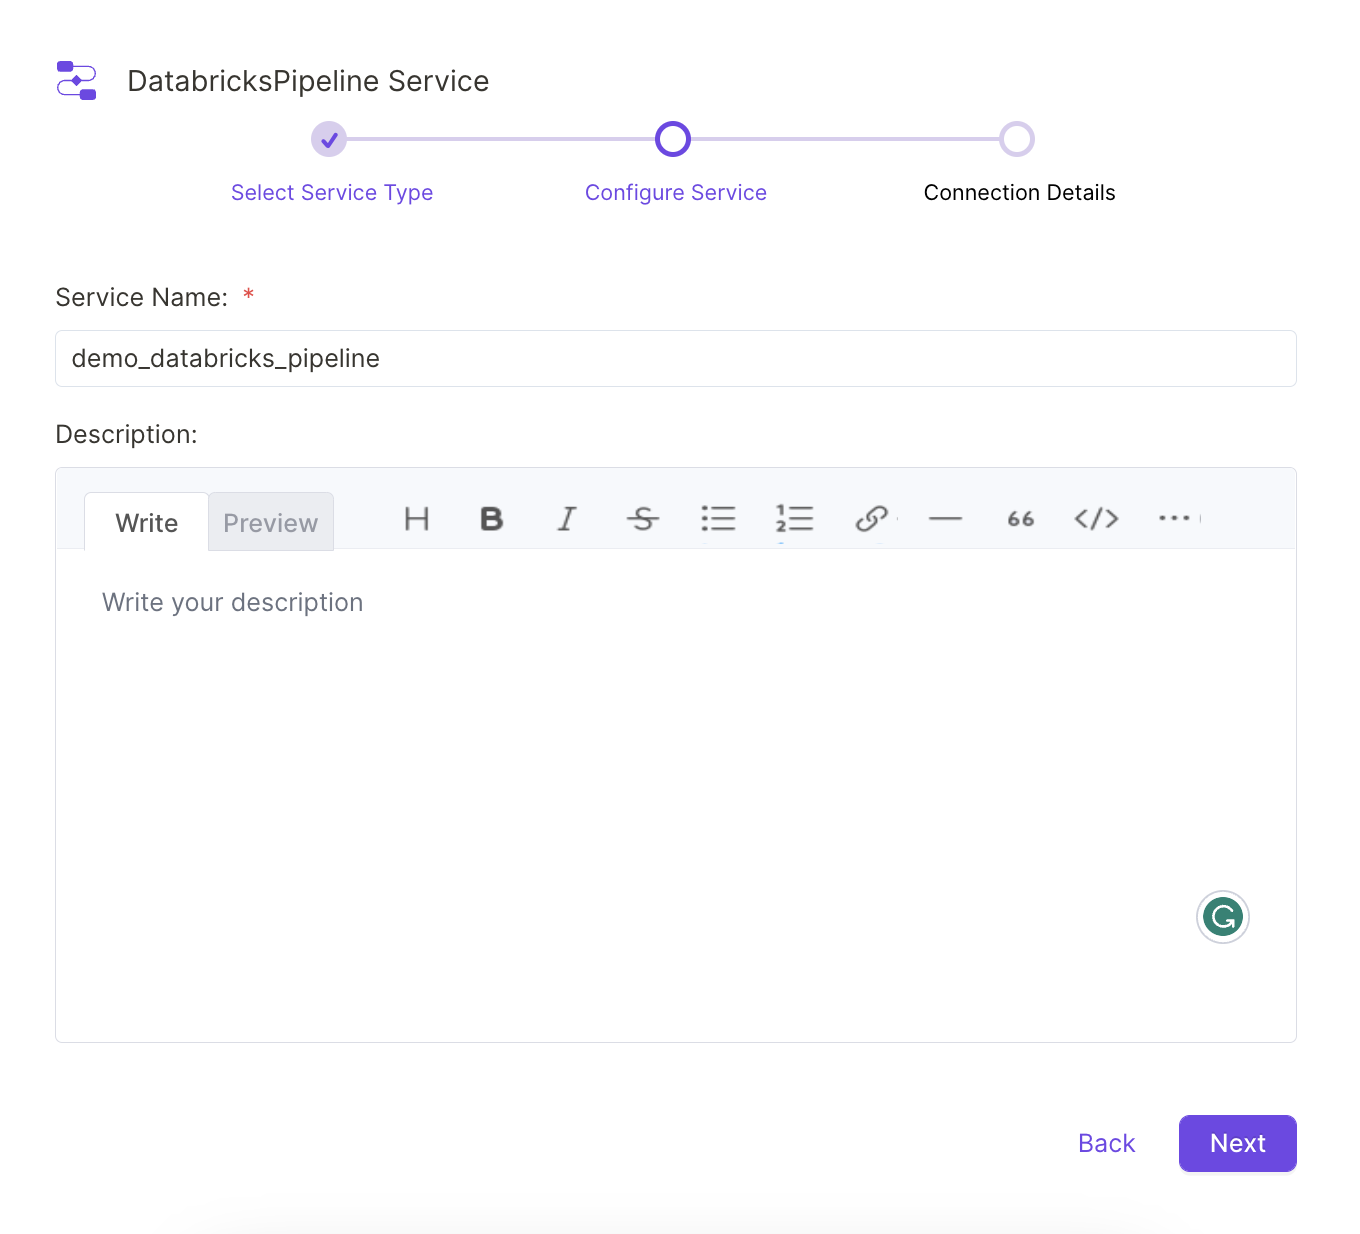 DatabricksPipeline Service
Select Service Type Configure Service Connection Details
Service Name: *
demo_databricks_pipeline
Description:
Write Preview H B I S 66 </> ...
Write your description
Back Next